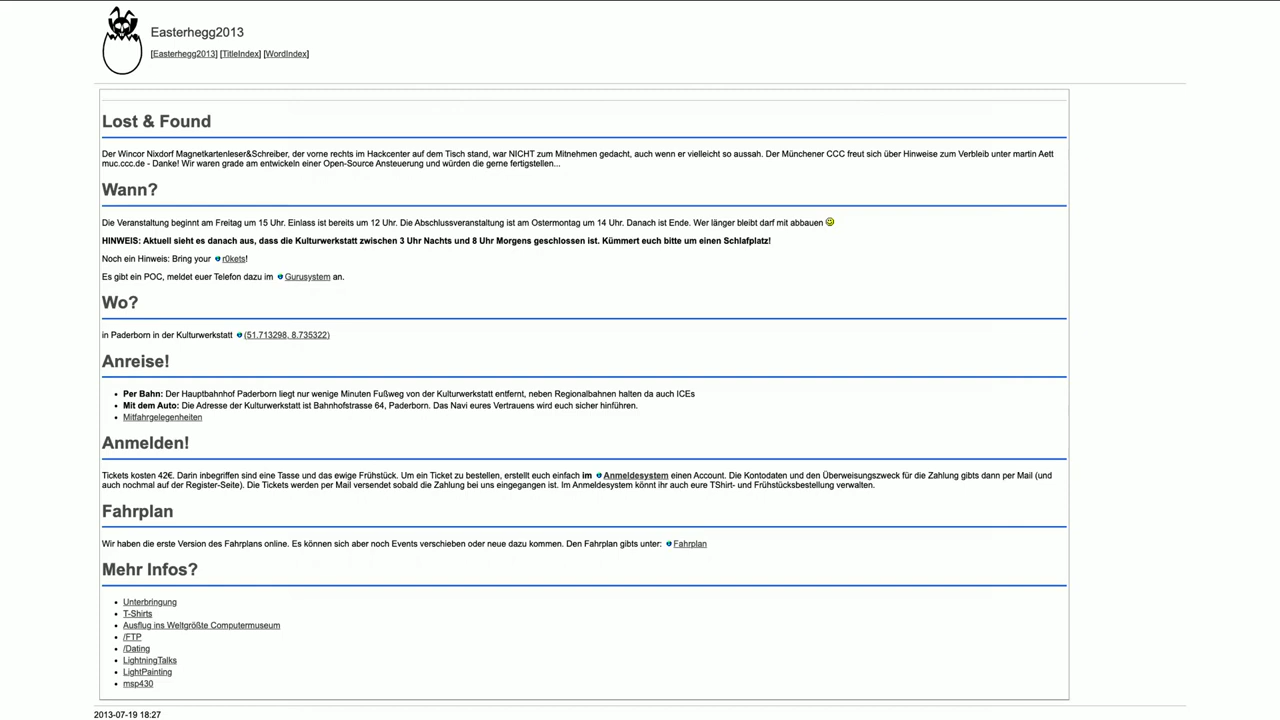 Easterhegg2013
[Easterhegg2013] [TitleIndex] [WordIndex]
Lost & Found
Der Wincor Nixdorf Magnetkartenleser&Schreiber, der vorne rechts im Hackcenter auf dem Tisch stand, war NICHT zum Mitnehmen gedacht, auch wenn er vielleicht so aussah. Der Münchener CCC freut sich über Hinweise zum Verbleib unter martin Aett
muc.ccc.de - Danke! Wir waren grade am entwickeln einer Open-Source Ansteuerung und würden die gerne fertigstellen...
Wann?
Die Veranstaltung beginnt am Freitag um 15 Uhr. Einlass ist bereits um 12 Uhr. Die Abschlussveranstaltung ist am Ostermontag um 14 Uhr. Danach ist Ende. Wer länger bleibt darf mit abbauen
HINWEIS: Aktuell sieht es danach aus, dass die Kulturwerkstatt zwischen 3 Uhr Nachts und 8 Uhr Morgens geschlossen ist. Kümmert euch bitte um einen Schlafplatz!
Noch ein Hinweis: Bring your r0kets!
Es gibt ein POC, meldet euer Telefon dazu im Gurusystem an.
Wo?
in Paderborn in der Kulturwerkstatt (51.713298, 8.735322)
Anreise!
Per Bahn: Der Hauptbahnhof Paderborn liegt nur wenige Minuten Fußweg von der Kulturwerkstatt entfernt, neben Regionalbahnen halten da auch ICEs
Mit dem Auto: Die Adresse der Kulturwerkstatt ist Bahnhofstrasse 64, Paderborn. Das Navi eures Vertrauens wird euch sicher hinführen.
Mitfahrgelegenheiten
Anmelden!
Tickets kosten 42€. Darin inbegriffen sind eine Tasse und das ewige Frühstück. Um ein Ticket zu bestellen, erstellt euch einfach im Anmeldesystem einen Account. Die Kontodaten und den Überweisungszweck für die Zahlung gibts dann per Mail (und
auch nochmal auf der Register-Seite). Die Tickets werden per Mail versendet sobald die Zahlung bei uns eingegangen ist. Im Anmeldesystem könnt ihr auch eure TShirt- und Frühstücksbestellung verwalten.
Fahrplan
Wir haben die erste Version des Fahrplans online. Es können sich aber noch Events verschieben oder neue dazu kommen. Den Fahrplan gibts unter: Fahrplan
Mehr Infos?
Unterbringung
T-Shirts
Ausflug ins Weltgrößte Computermuseum
/FTP
/Dating
LightningTalks
LightPainting
msp430
2013-07-19 18:27